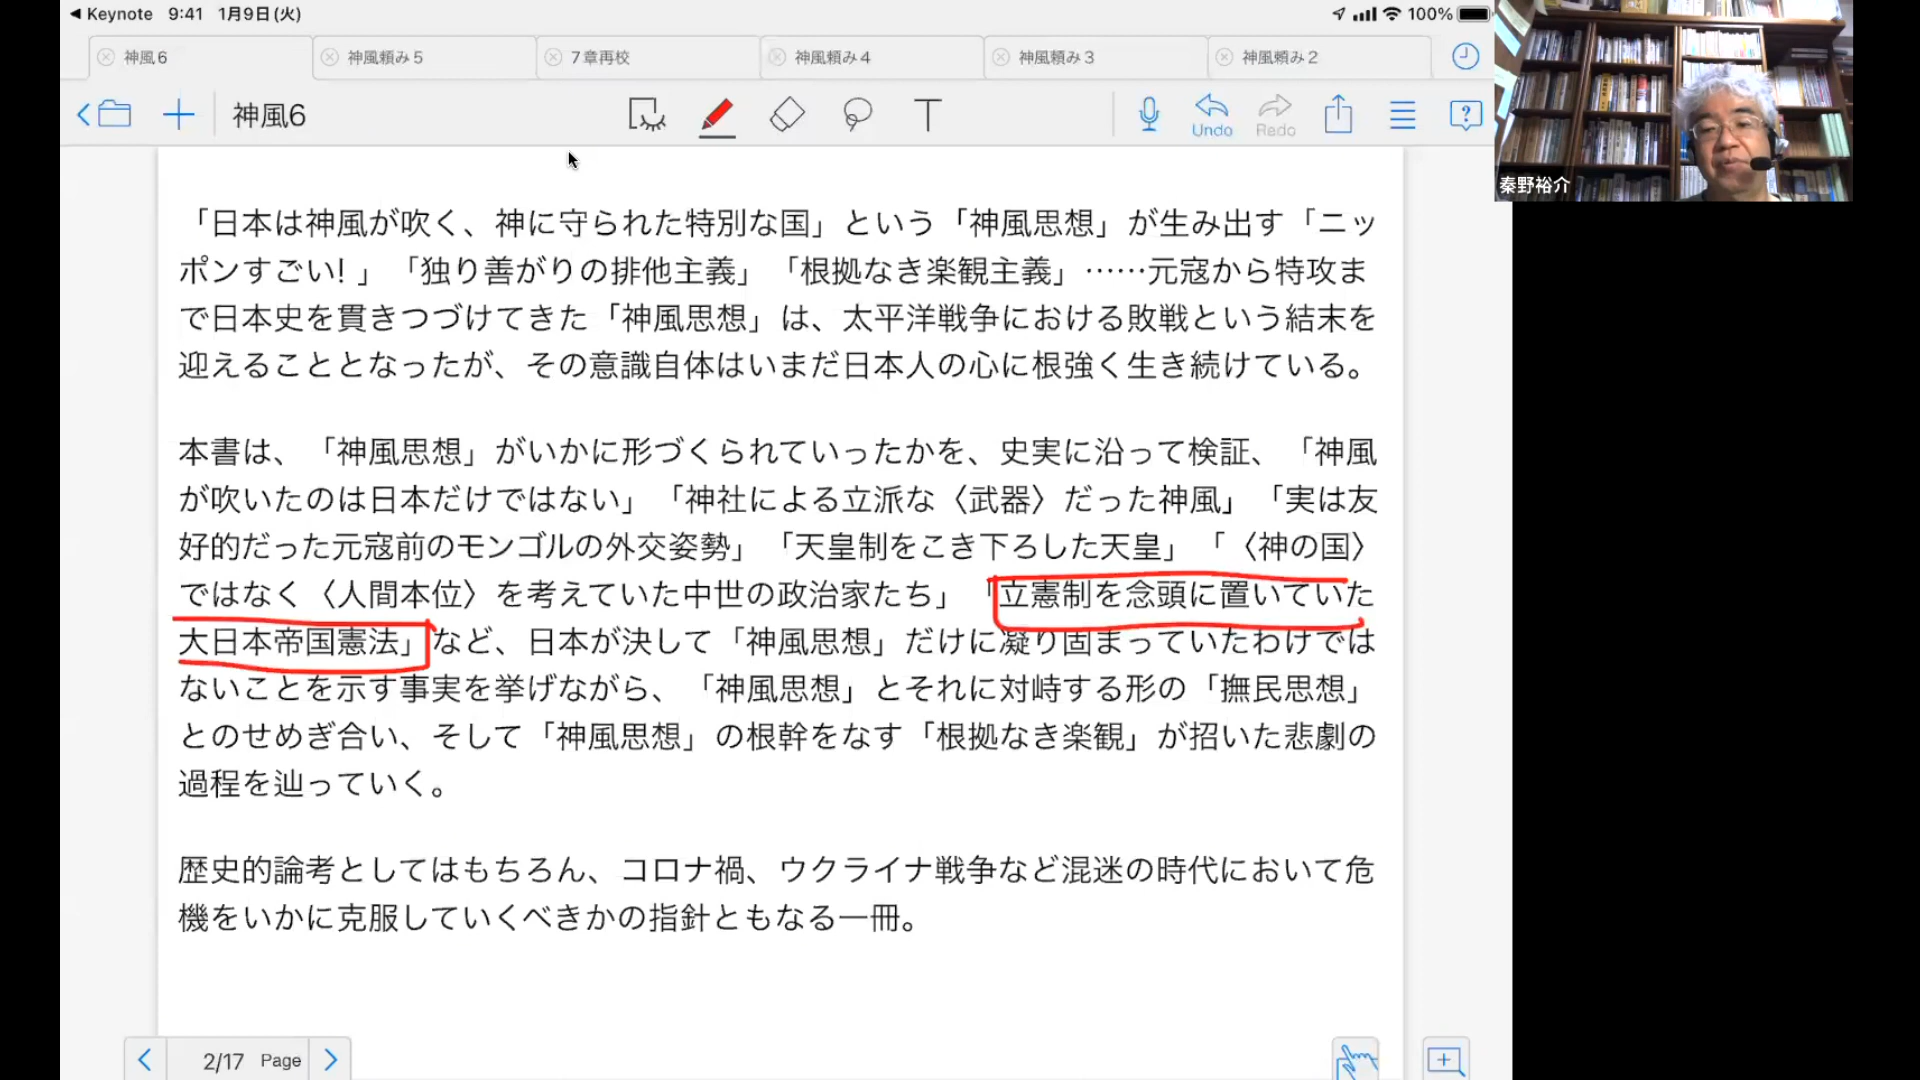 Keynote 9:41 1月9日(火) 100%
神風6 神風頼み5 7章再校 神風頼み4 神風頼み3 神風頼み2
神風6 Undo Redo
秦野裕介
「日本は神風が吹く、神に守られた特別な国」という「神風思想」が生み出す「ニッ
ポンすごい!」「独り善がりの排他主義」「根拠なき楽観主義」……元寇から特攻ま
で日本史を貫きつづけてきた「神風思想」は、太平洋戦争における敗戦という結末を
迎えることとなったが、その意識自体はいまだ日本人の心に根強く生き続けている。
本書は、「神風思想」がいかに形づくられていったかを、史実に沿って検証、「神風
が吹いたのは日本だけではない」「神社による立派な〈武器〉だった神風」「実は友
好的だった元寇前のモンゴルの外交姿勢」「天皇制をこき下ろした天皇」「〈神の国〉
ではなく〈人間本位〉を考えていた中世の政治家たち」「立憲制を念頭に置いていた
大日本帝国憲法」など、日本が決して「神風思想」だけに凝り固まっていたわけでは
ないことを示す事実を挙げながら、「神風思想」とそれに対峙する形の「撫民思想」
とのせめぎ合い、そして「神風思想」の根幹をなす「根拠なき楽観」が招いた悲劇の
過程を辿っていく。
歴史的論考としてはもちろん、コロナ禍、ウクライナ戦争など混迷の時代において危
機をいかに克服していくべきかの指針ともなる一冊。
2/17 Page